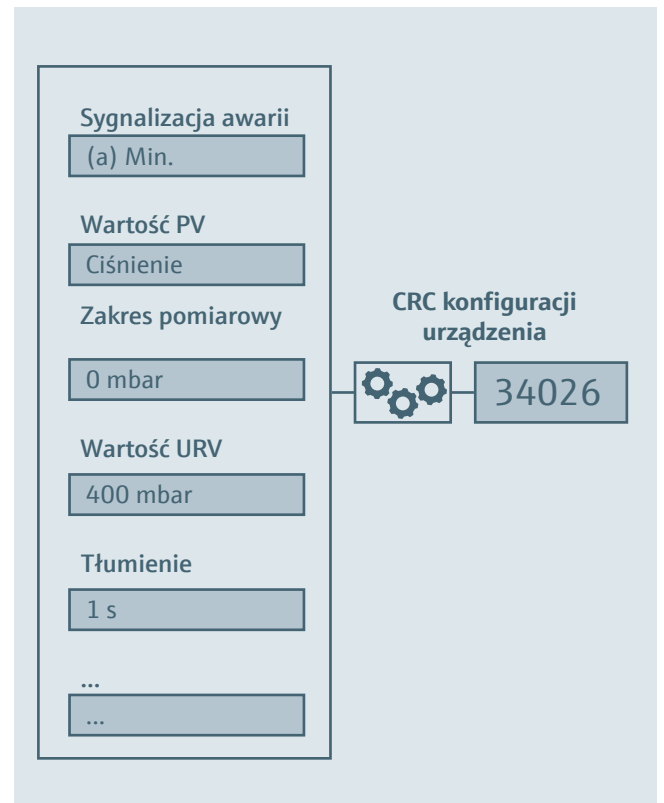 Sygnalizacja awarii
(a) Min.
Wartość PV
Ciśnienie
Zakres pomiarowy
0 mbar
Wartość URV
400 mbar
Tłumienie
1 s
...
...
CRC konfiguracji
urządzenia
34026